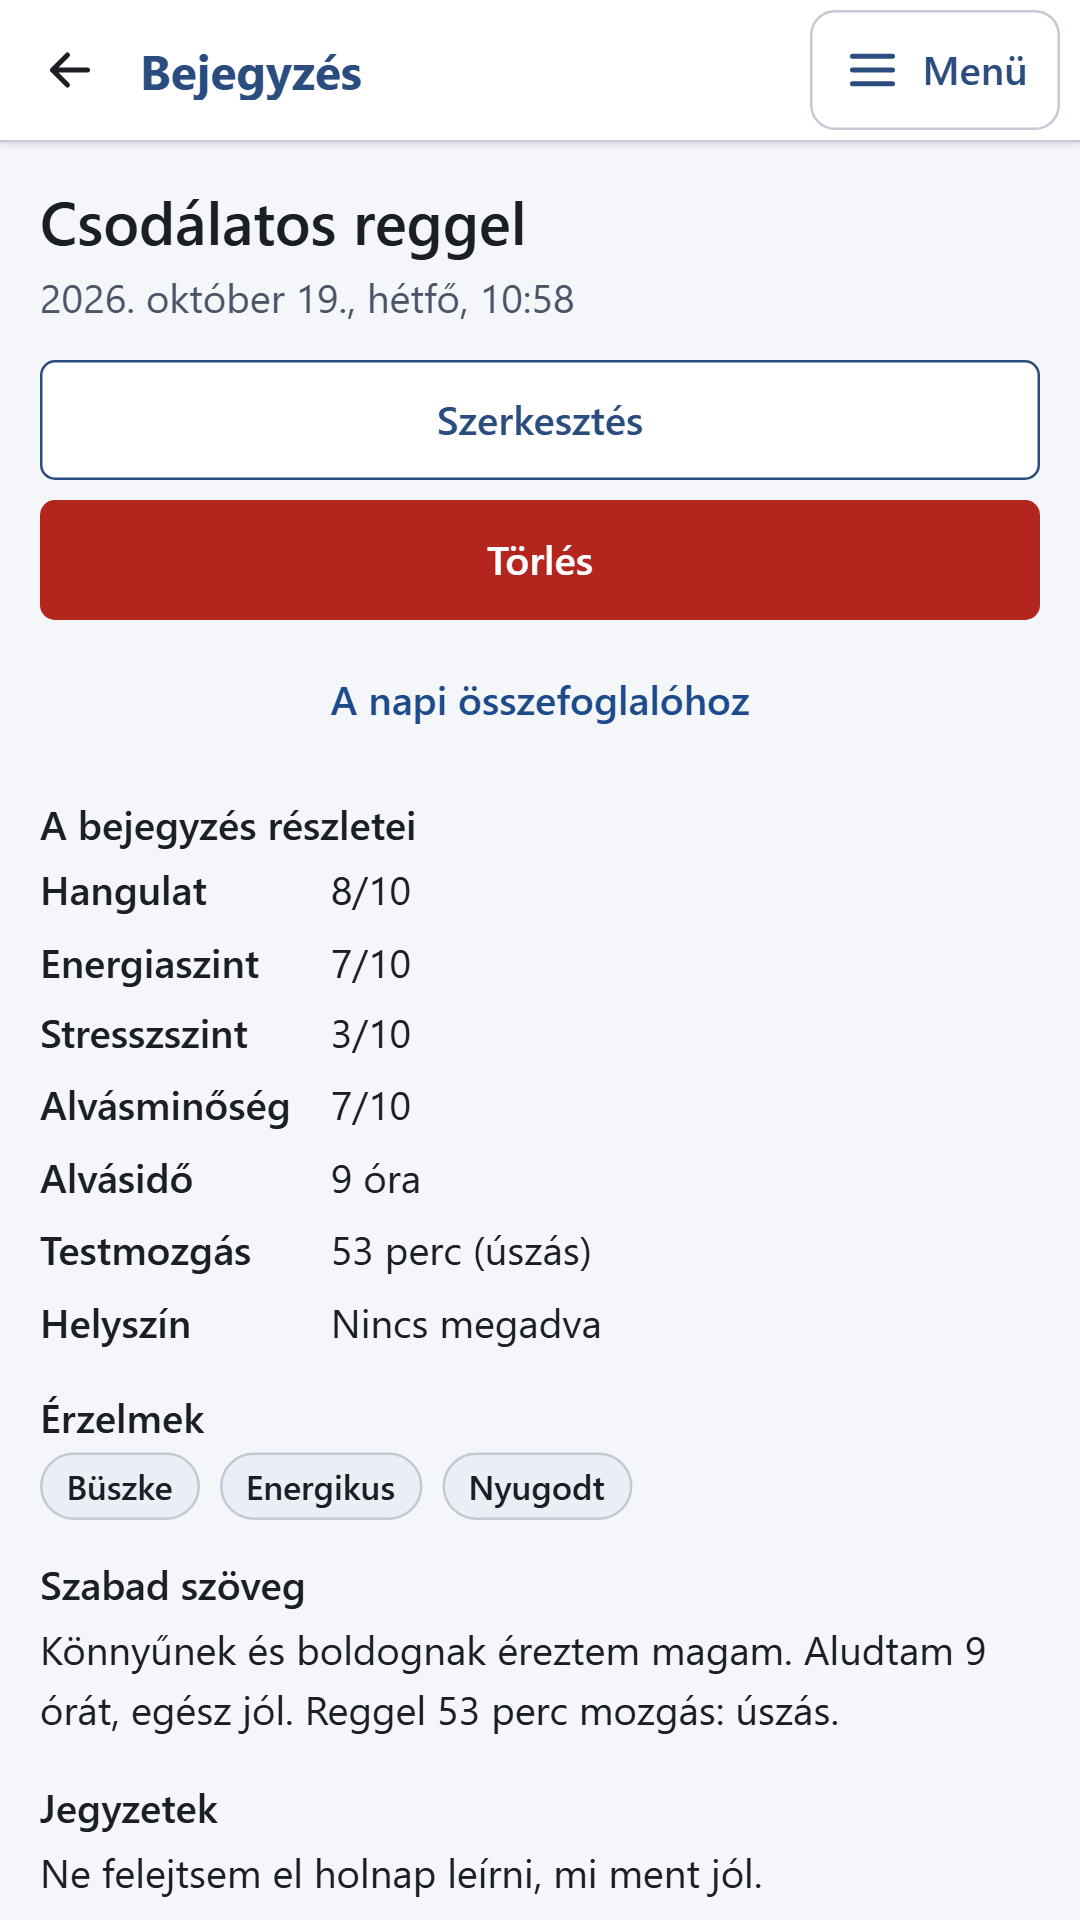 Bejegyzés
Menü
Csodálatos reggel
2026. október 19., hétfő, 10:58
Szerkesztés
Törlés
A napi összefoglalóhoz
A bejegyzés részletei
Hangulat 8/10
Energiaszint 7/10
Stresszszint 3/10
Alvásminőség 7/10
Alvásidő 9 óra
Testmozgás 53 perc (úszás)
Helyszín Nincs megadva
Érzelmek
Büszke Energikus Nyugodt
Szabad szöveg
Könnyűnek és boldognak éreztem magam. Aludtam 9
órát, egész jól. Reggel 53 perc mozgás: úszás.
Jegyzetek
Ne felejtsem el holnap leírni, mi ment jól.